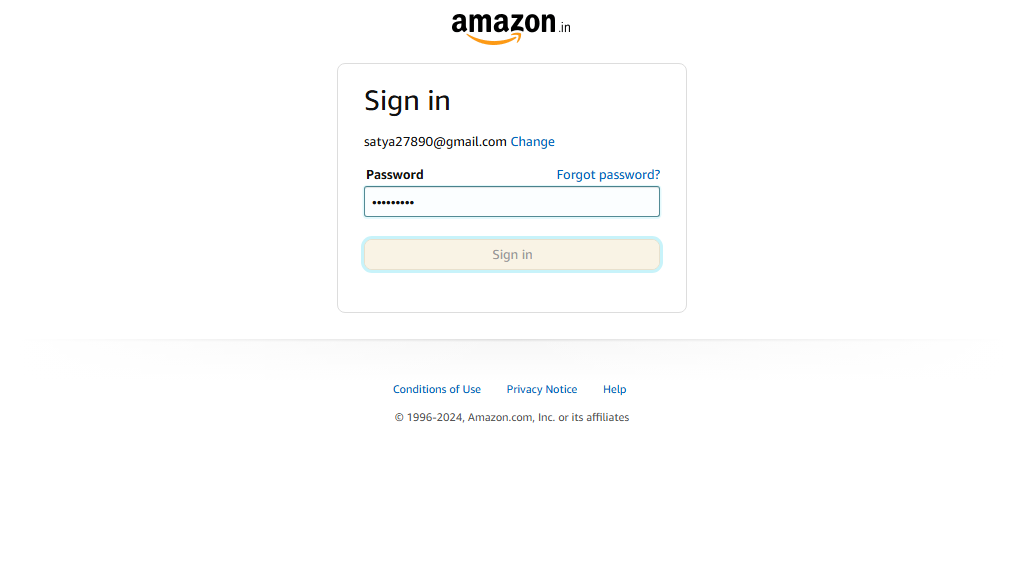 amazon.in
Sign in
satya27890@gmail.com Change
Password Forgot password?
•••••••••
Sign in
Conditions of Use Privacy Notice Help
© 1996-2024, Amazon.com, Inc. or its affiliates